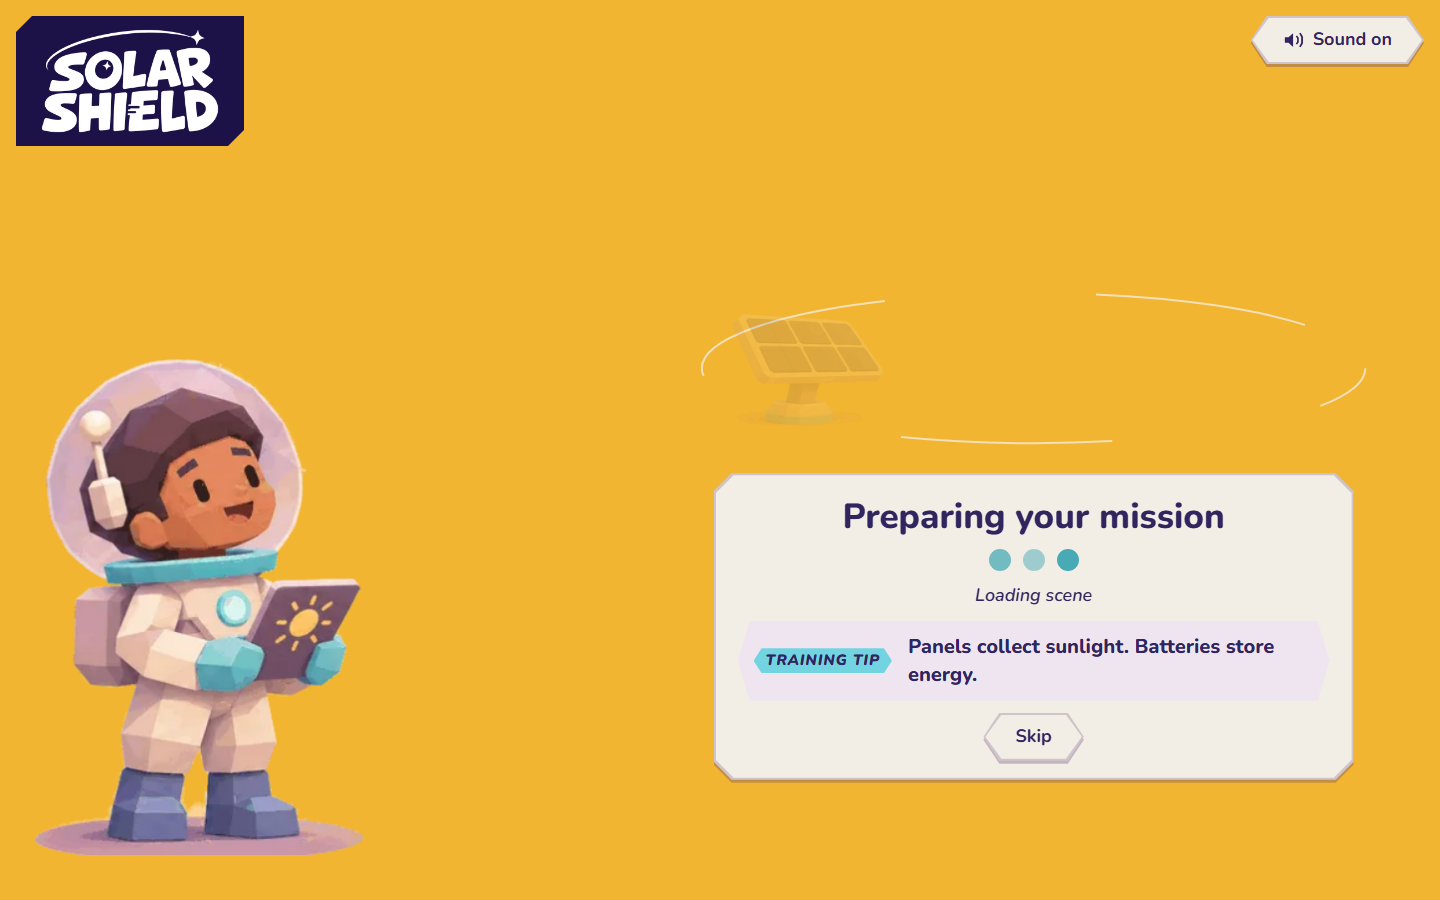 SOLAR
SHIELD
Sound on
Preparing your mission
Loading scene
TRAINING TIP
Panels collect sunlight. Batteries store
energy.
Skip